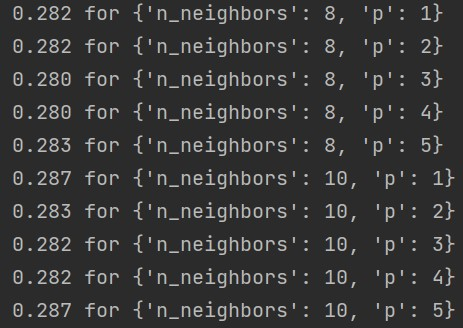 0.282 for {'n_neighbors': 8, 'p': 1}
0.282 for {'n_neighbors': 8, 'p': 2}
0.280 for {'n_neighbors': 8, 'p': 3}
0.280 for {'n_neighbors': 8, 'p': 4}
0.283 for {'n_neighbors': 8, 'p': 5}
0.287 for {'n_neighbors': 10, 'p': 1}
0.283 for {'n_neighbors': 10, 'p': 2}
0.282 for {'n_neighbors': 10, 'p': 3}
0.282 for {'n_neighbors': 10, 'p': 4}
0.287 for {'n_neighbors': 10, 'p': 5}